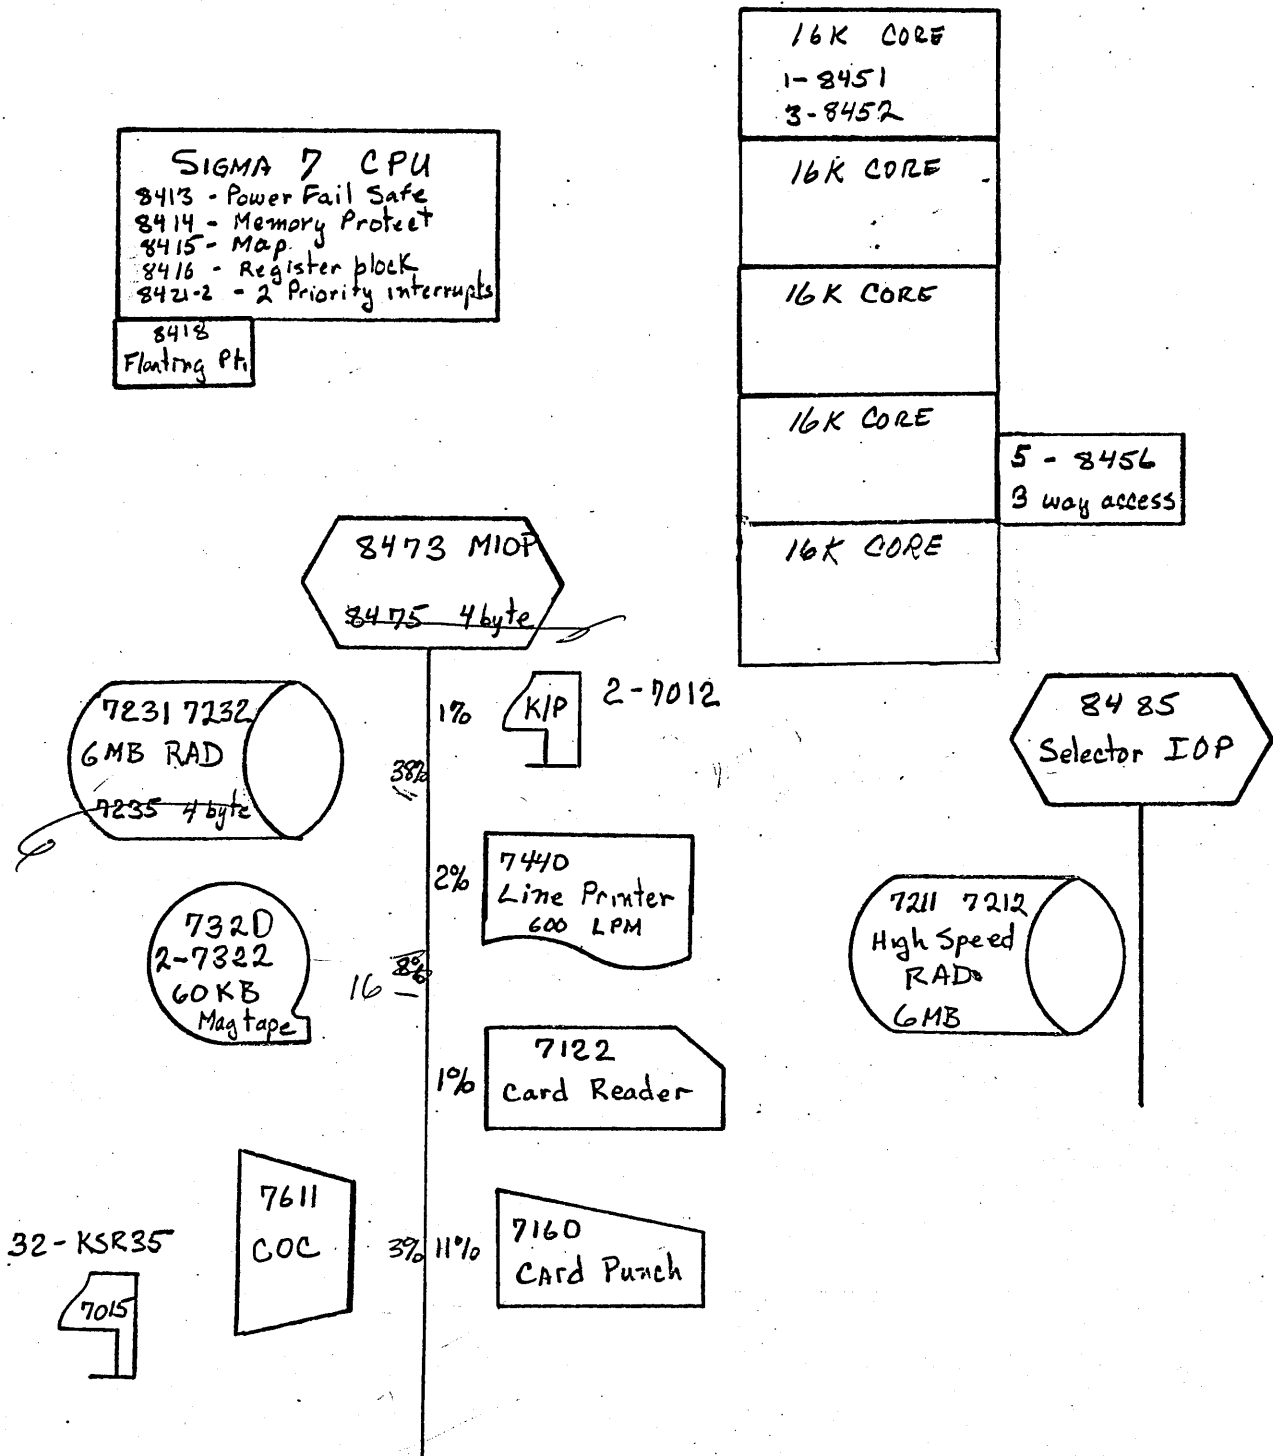 16K CORE
1-8451
3-8452
16K CORE
16K CORE
16K CORE
16K CORE
5 - 8456
3 way access
SIGMA 7 CPU
8413 - Power Fail Safe
8414 - Memory Protect
8415 - Map
8416 - Register block
8421-2 - 2 Priority interrupts
8418
Floating Pt.
8473 MIOP
8475 4 byte
7231 7232
6MB RAD
7235 4 byte
1%
K/P
2-7012
38%
2%
7440
Line Printer
600 LPM
7320
2-7322
60KB
Mag tape
16
8%
1%
7122
Card Reader
7611
COC
32-KSR35
7015
3%
11%
7160
CArd Punch
8485
Selector IOP
7211 7212
High Speed
RAD
6MB